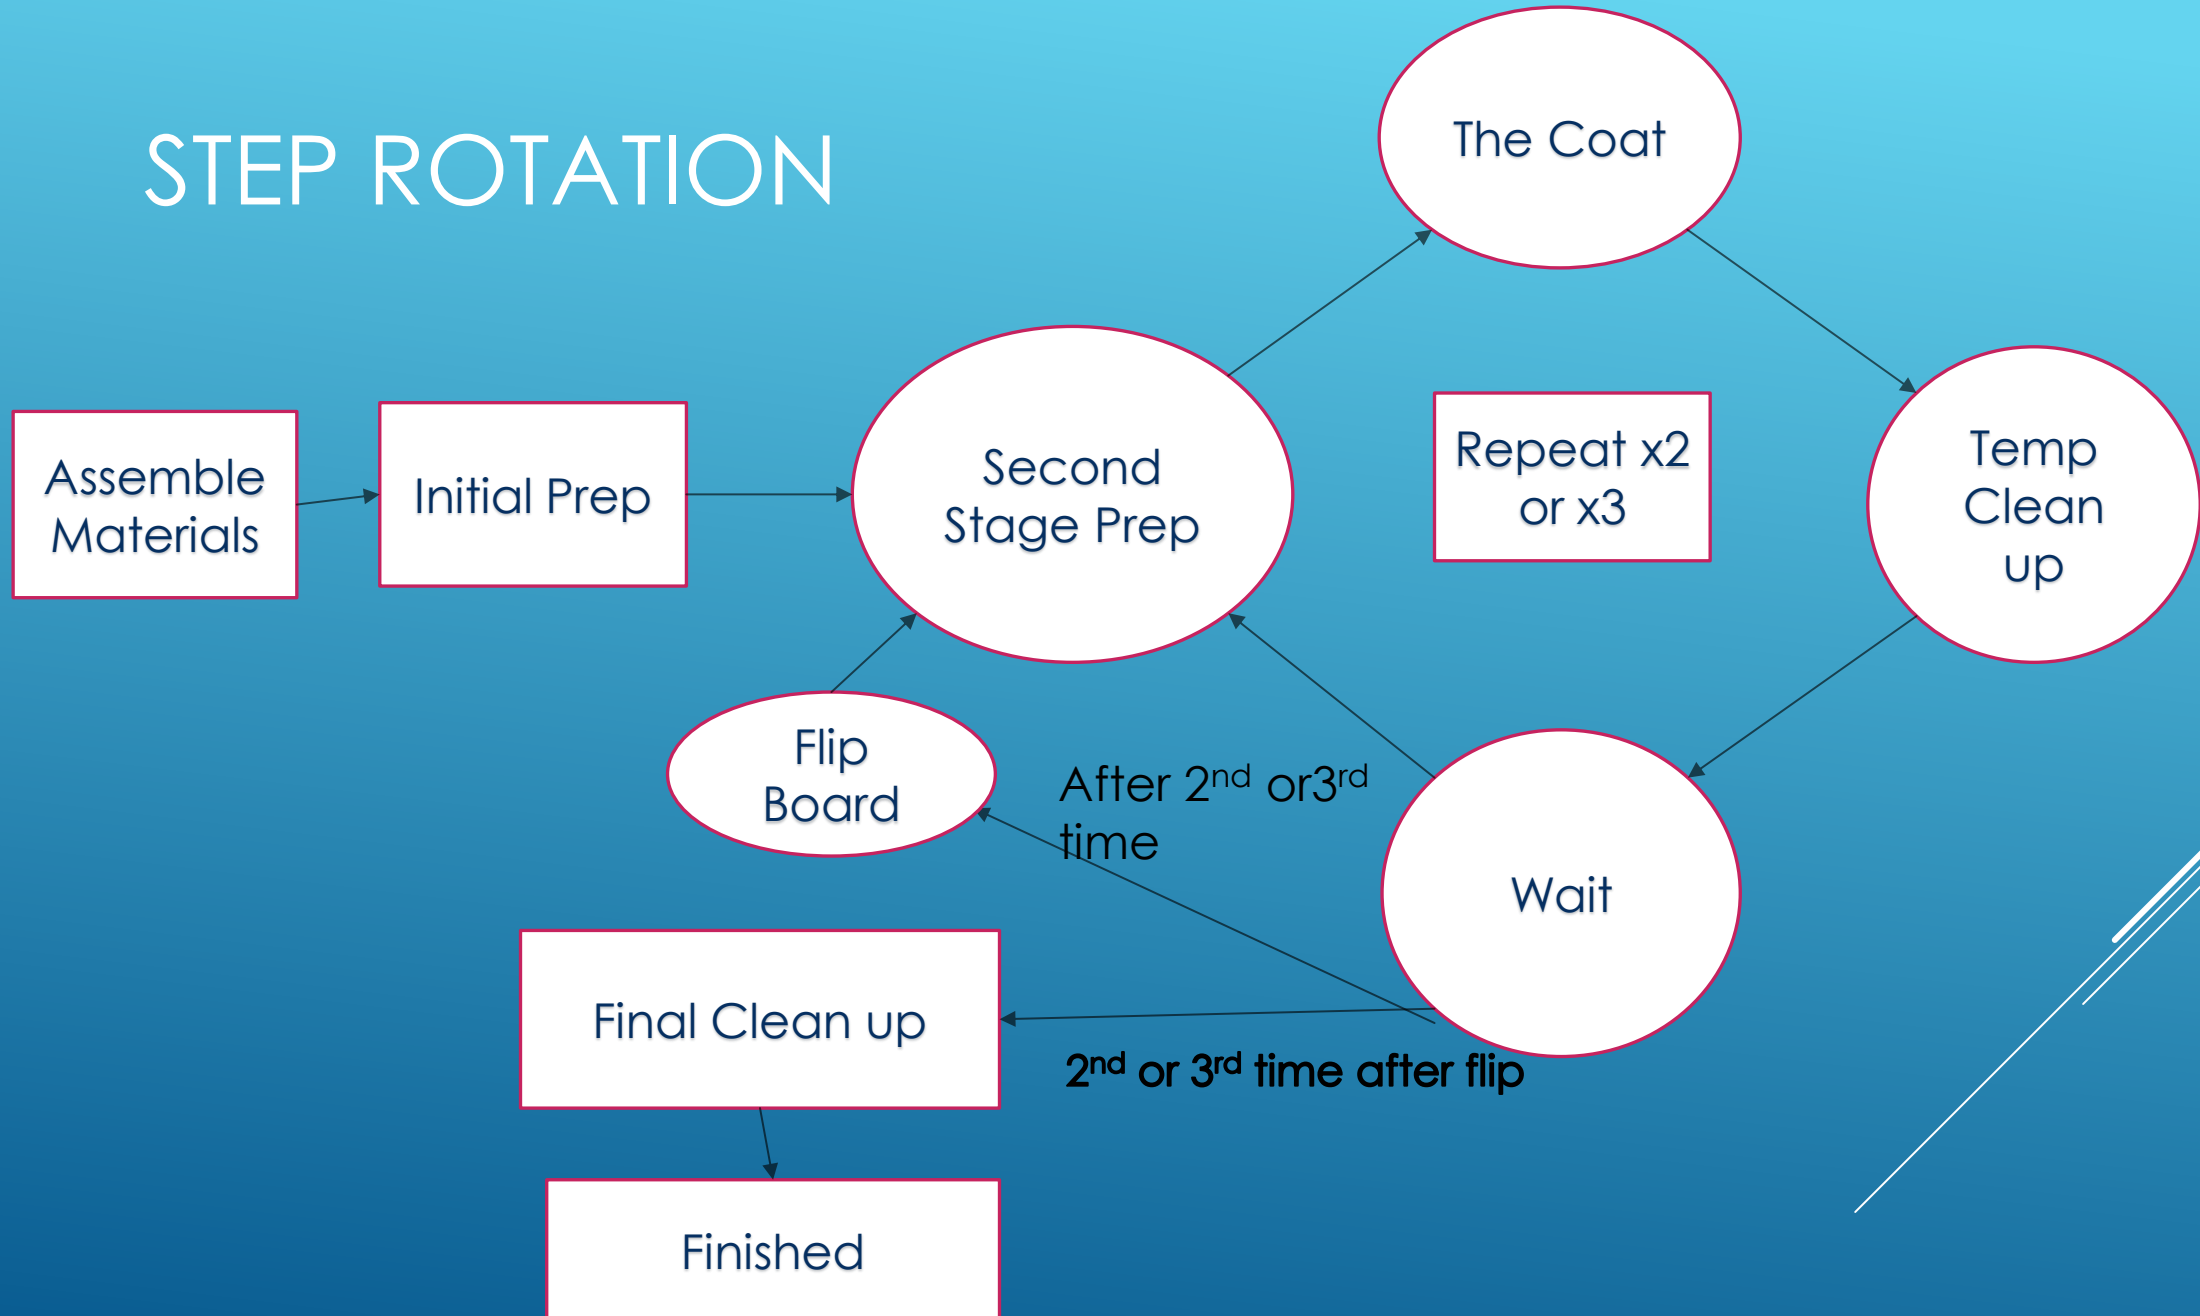 STEP ROTATION
The Coat
Assemble
Materials
Initial Prep
Second
Stage Prep
Repeat x2
or x3
Temp
Clean
up
Flip
Board
After 2nd or3rd
time
Wait
Final Clean up
2nd or 3rd time after flip
Finished